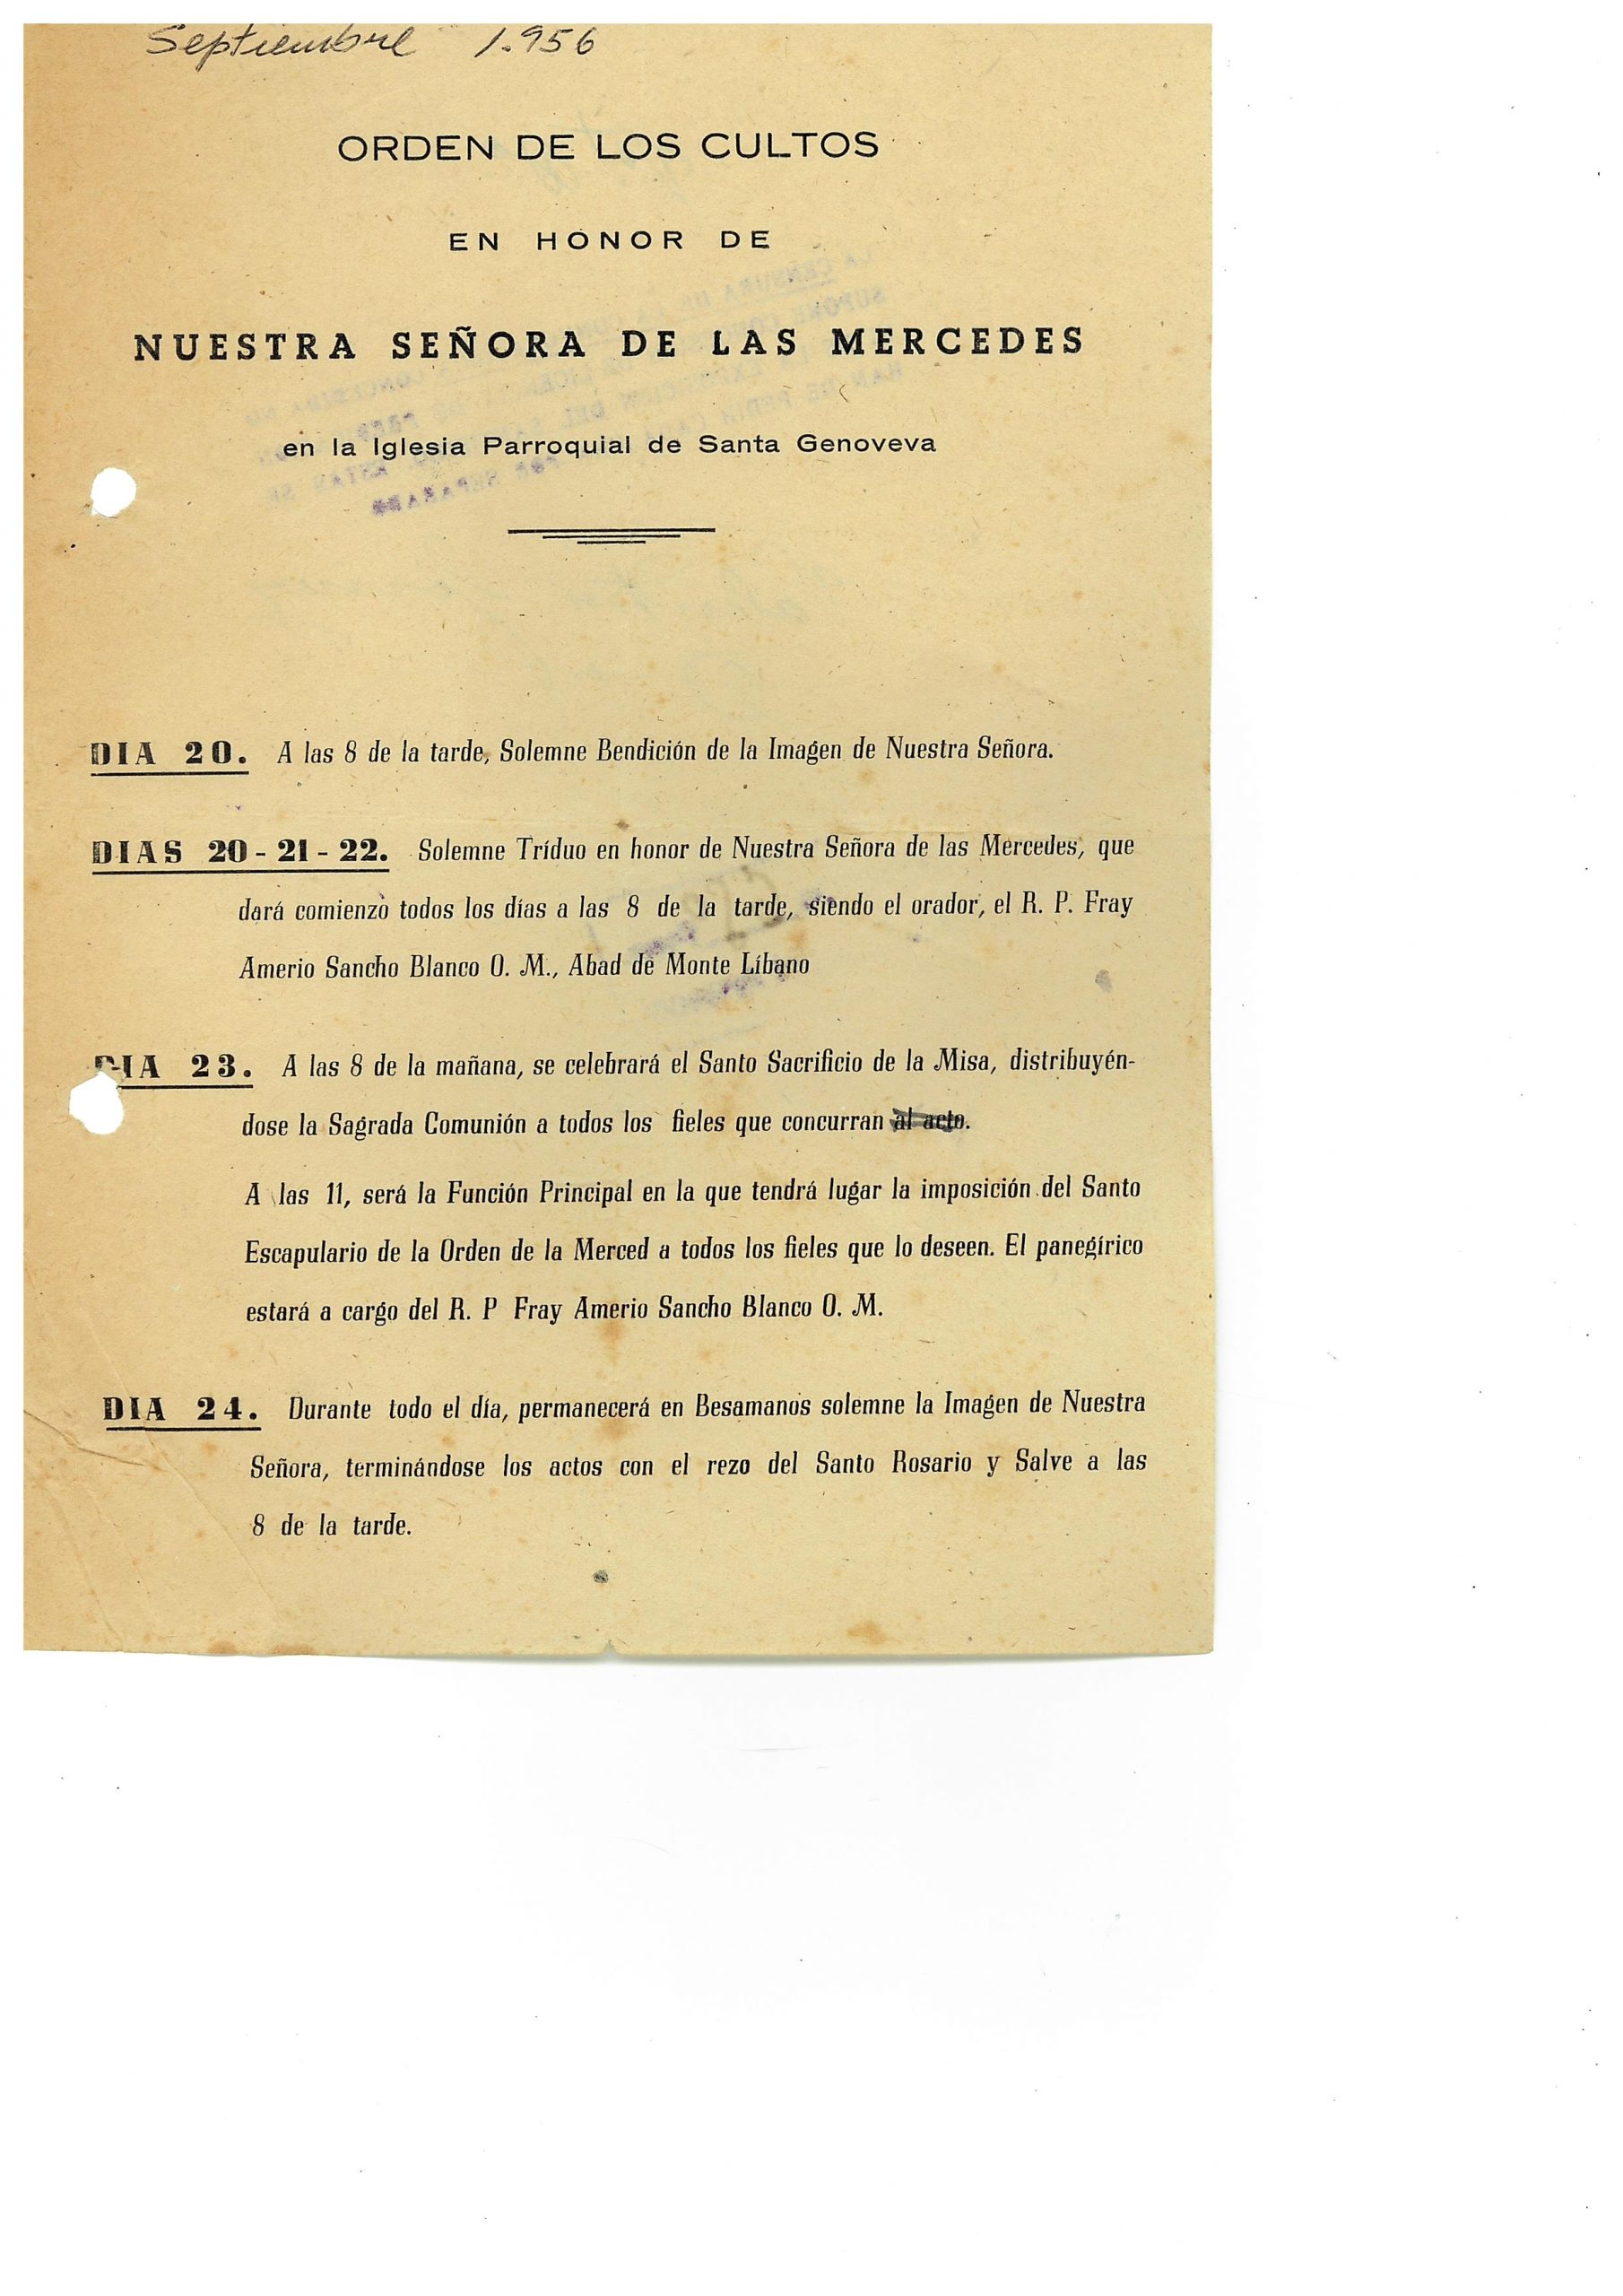 Septiembre 1.956
ORDEN DE LOS CULTOS
EN HONOR DE
NUESTRA SEÑORA DE LAS MERCEDES
en la Iglesia Parroquial de Santa Genoveva
DIA 20. A las 8 de la tarde, Solemne Bendición de la Imagen de Nuestra Señora.
DIAS 20 - 21 - 22. Solemne Tríduo en honor de Nuestra Señora de las Mercedes, que
dará comienzo todos los días a las 8 de la tarde, siendo el orador, el R. P. Fray
Amerio Sancho Blanco O. M., Abad de Monte Líbano
DIA 23. A las 8 de la mañana, se celebrará el Santo Sacrificio de la Misa, distribuyén-
dose la Sagrada Comunión a todos los fieles que concurran al acto.
A las 11, será la Función Principal en la que tendrá lugar la imposición del Santo
Escapulario de la Orden de la Merced a todos los fieles que lo deseen. El panegírico
estará a cargo del R. P Fray Amerio Sancho Blanco O. M.
DIA 24. Durante todo el día, permanecerá en Besamanos solemne la Imagen de Nuestra
Señora, terminándose los actos con el rezo del Santo Rosario y Salve a las
8 de la tarde.